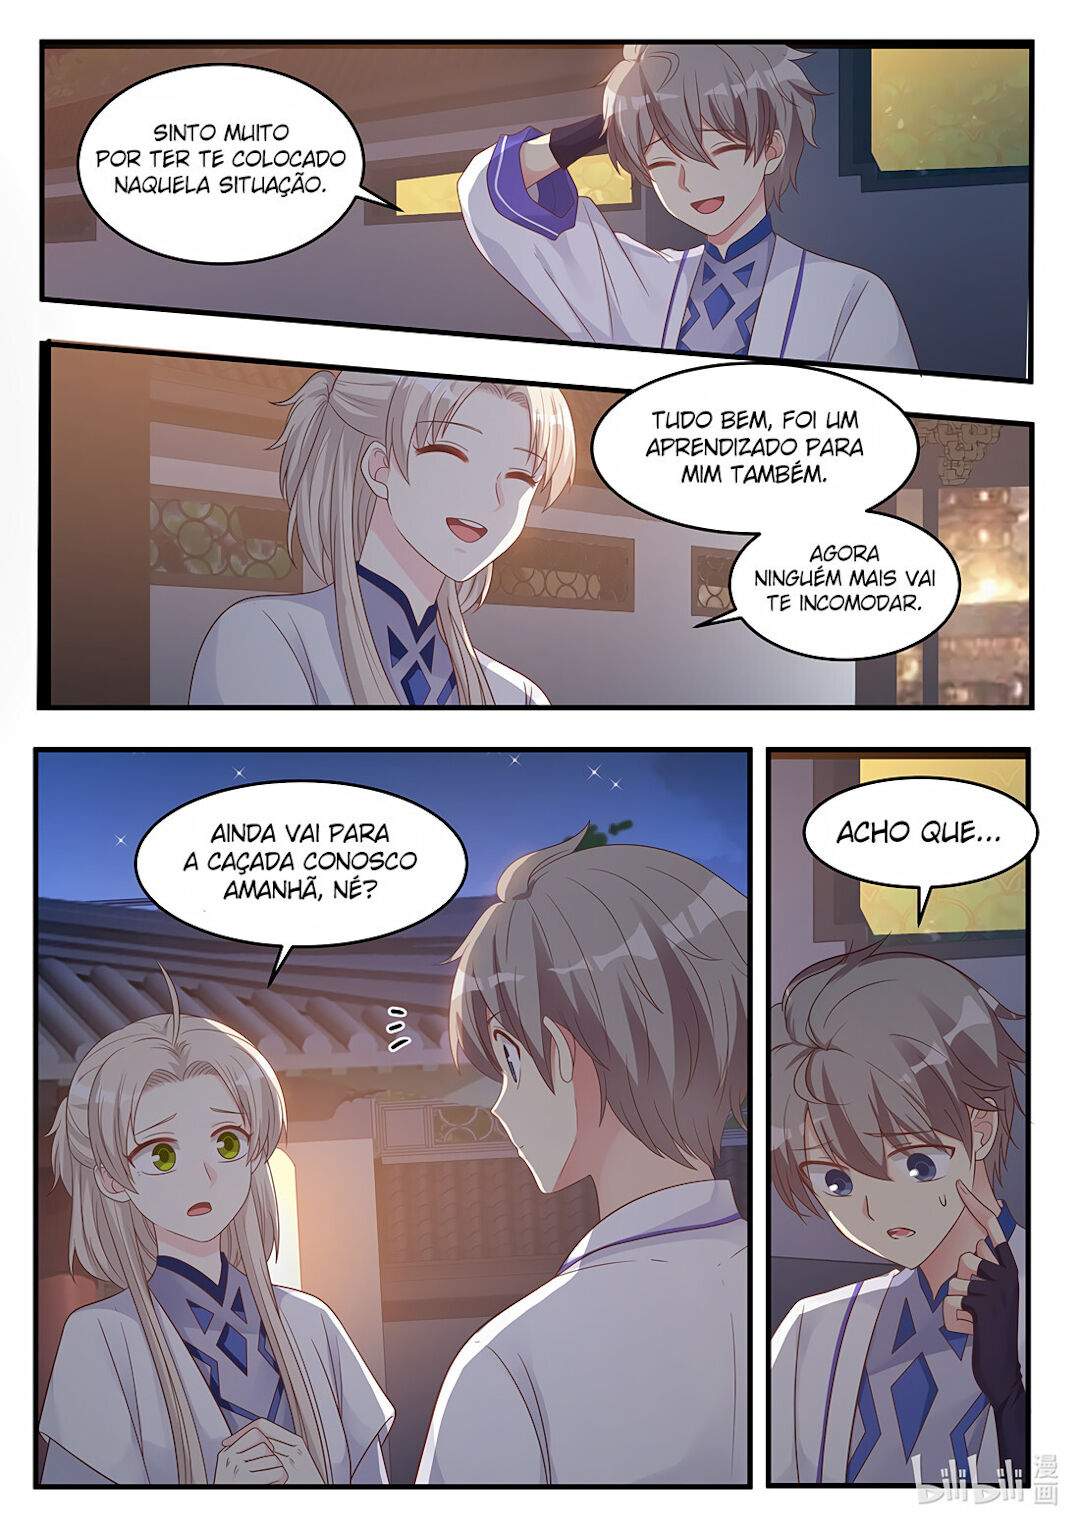 SINTO MUITO
POR TER TE COLOCADO
NAQUELA SITUAÇÃO.
TUDO BEM, FOI UM
APRENDIZADO PARA
MIM TAMBÉM.
AGORA
NINGUÉM MAIS VAI
TE INCOMODAR.
AINDA VAI PARA
A CAÇADA CONOSCO
AMANHÃ, NÉ?
ACHO QUE...
bilibili 漫画